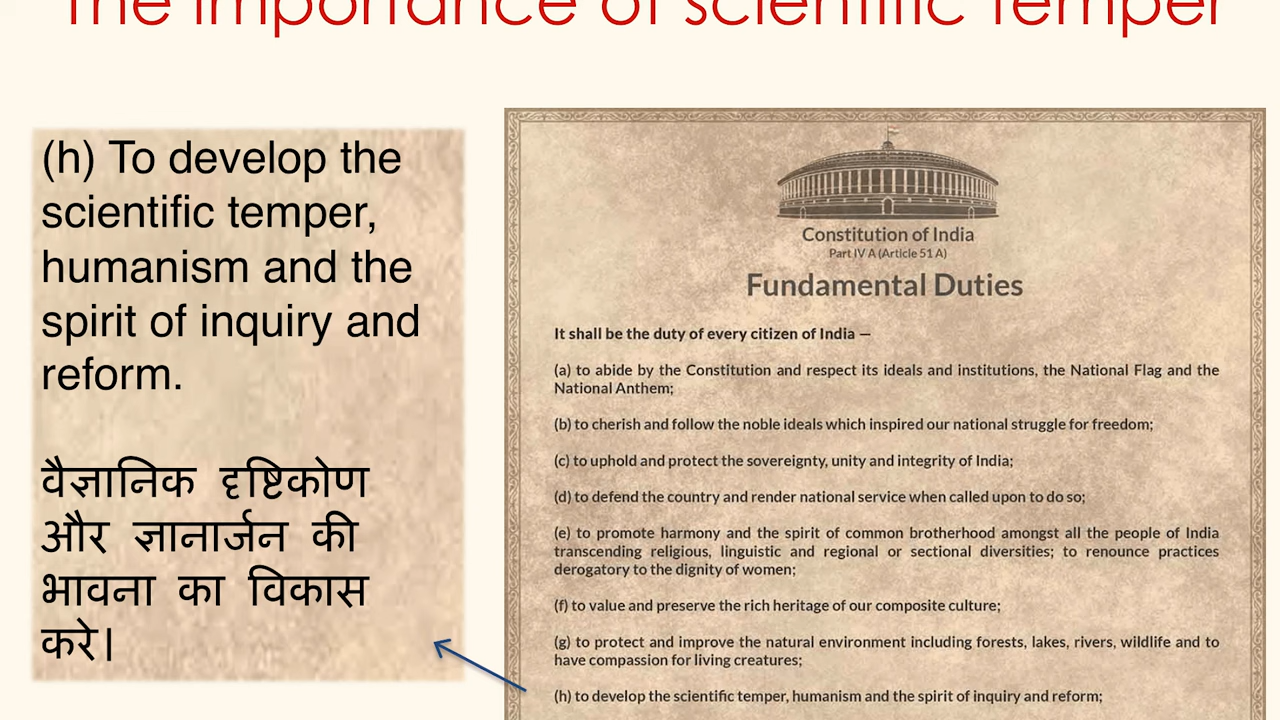 The importance of scientific temper
(h) To develop the
scientific temper,
humanism and the
spirit of inquiry and
reform.
वैज्ञानिक दृष्टिकोण
और ज्ञानार्जन की
भावना का विकास
करे।
Constitution of India
Part IV A (Article 51 A)
Fundamental Duties
It shall be the duty of every citizen of India —
(a) to abide by the Constitution and respect its ideals and institutions, the National Flag and the
National Anthem;
(b) to cherish and follow the noble ideals which inspired our national struggle for freedom;
(c) to uphold and protect the sovereignty, unity and integrity of India;
(d) to defend the country and render national service when called upon to do so;
(e) to promote harmony and the spirit of common brotherhood amongst all the people of India
transcending religious, linguistic and regional or sectional diversities; to renounce practices
derogatory to the dignity of women;
(f) to value and preserve the rich heritage of our composite culture;
(g) to protect and improve the natural environment including forests, lakes, rivers, wildlife and to
have compassion for living creatures;
(h) to develop the scientific temper, humanism and the spirit of inquiry and reform;